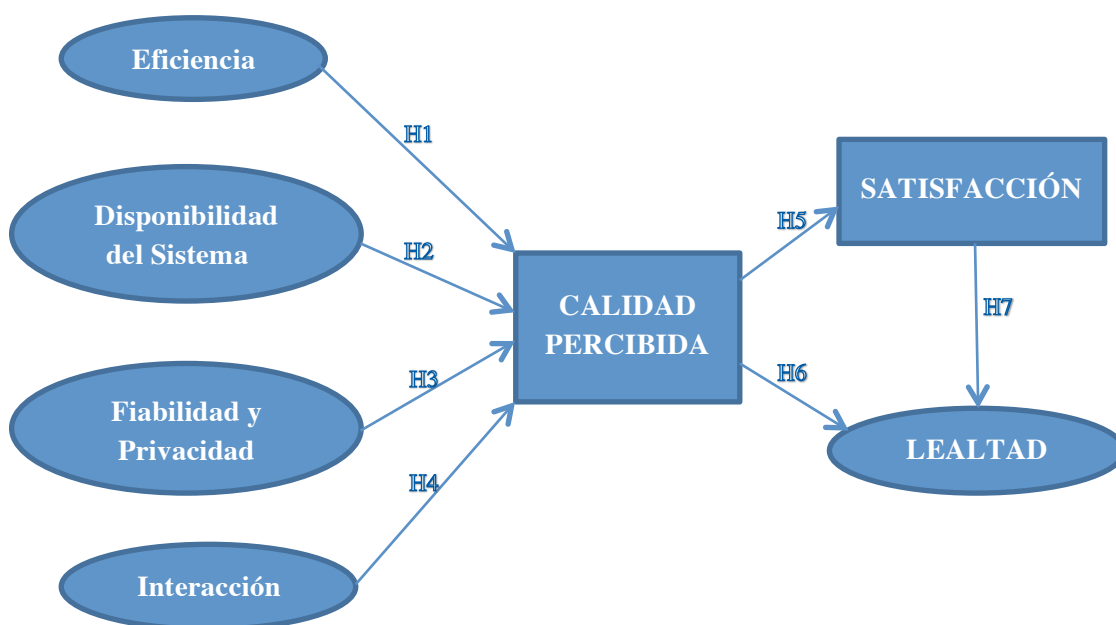 Eficiencia
H1
Disponibilidad
del Sistema
H2
Fiabilidad y
Privacidad
H3
Interacción
H4
CALIDAD
PERCIBIDA
H5
SATISFACCIÓN
H6
H7
LEALTAD